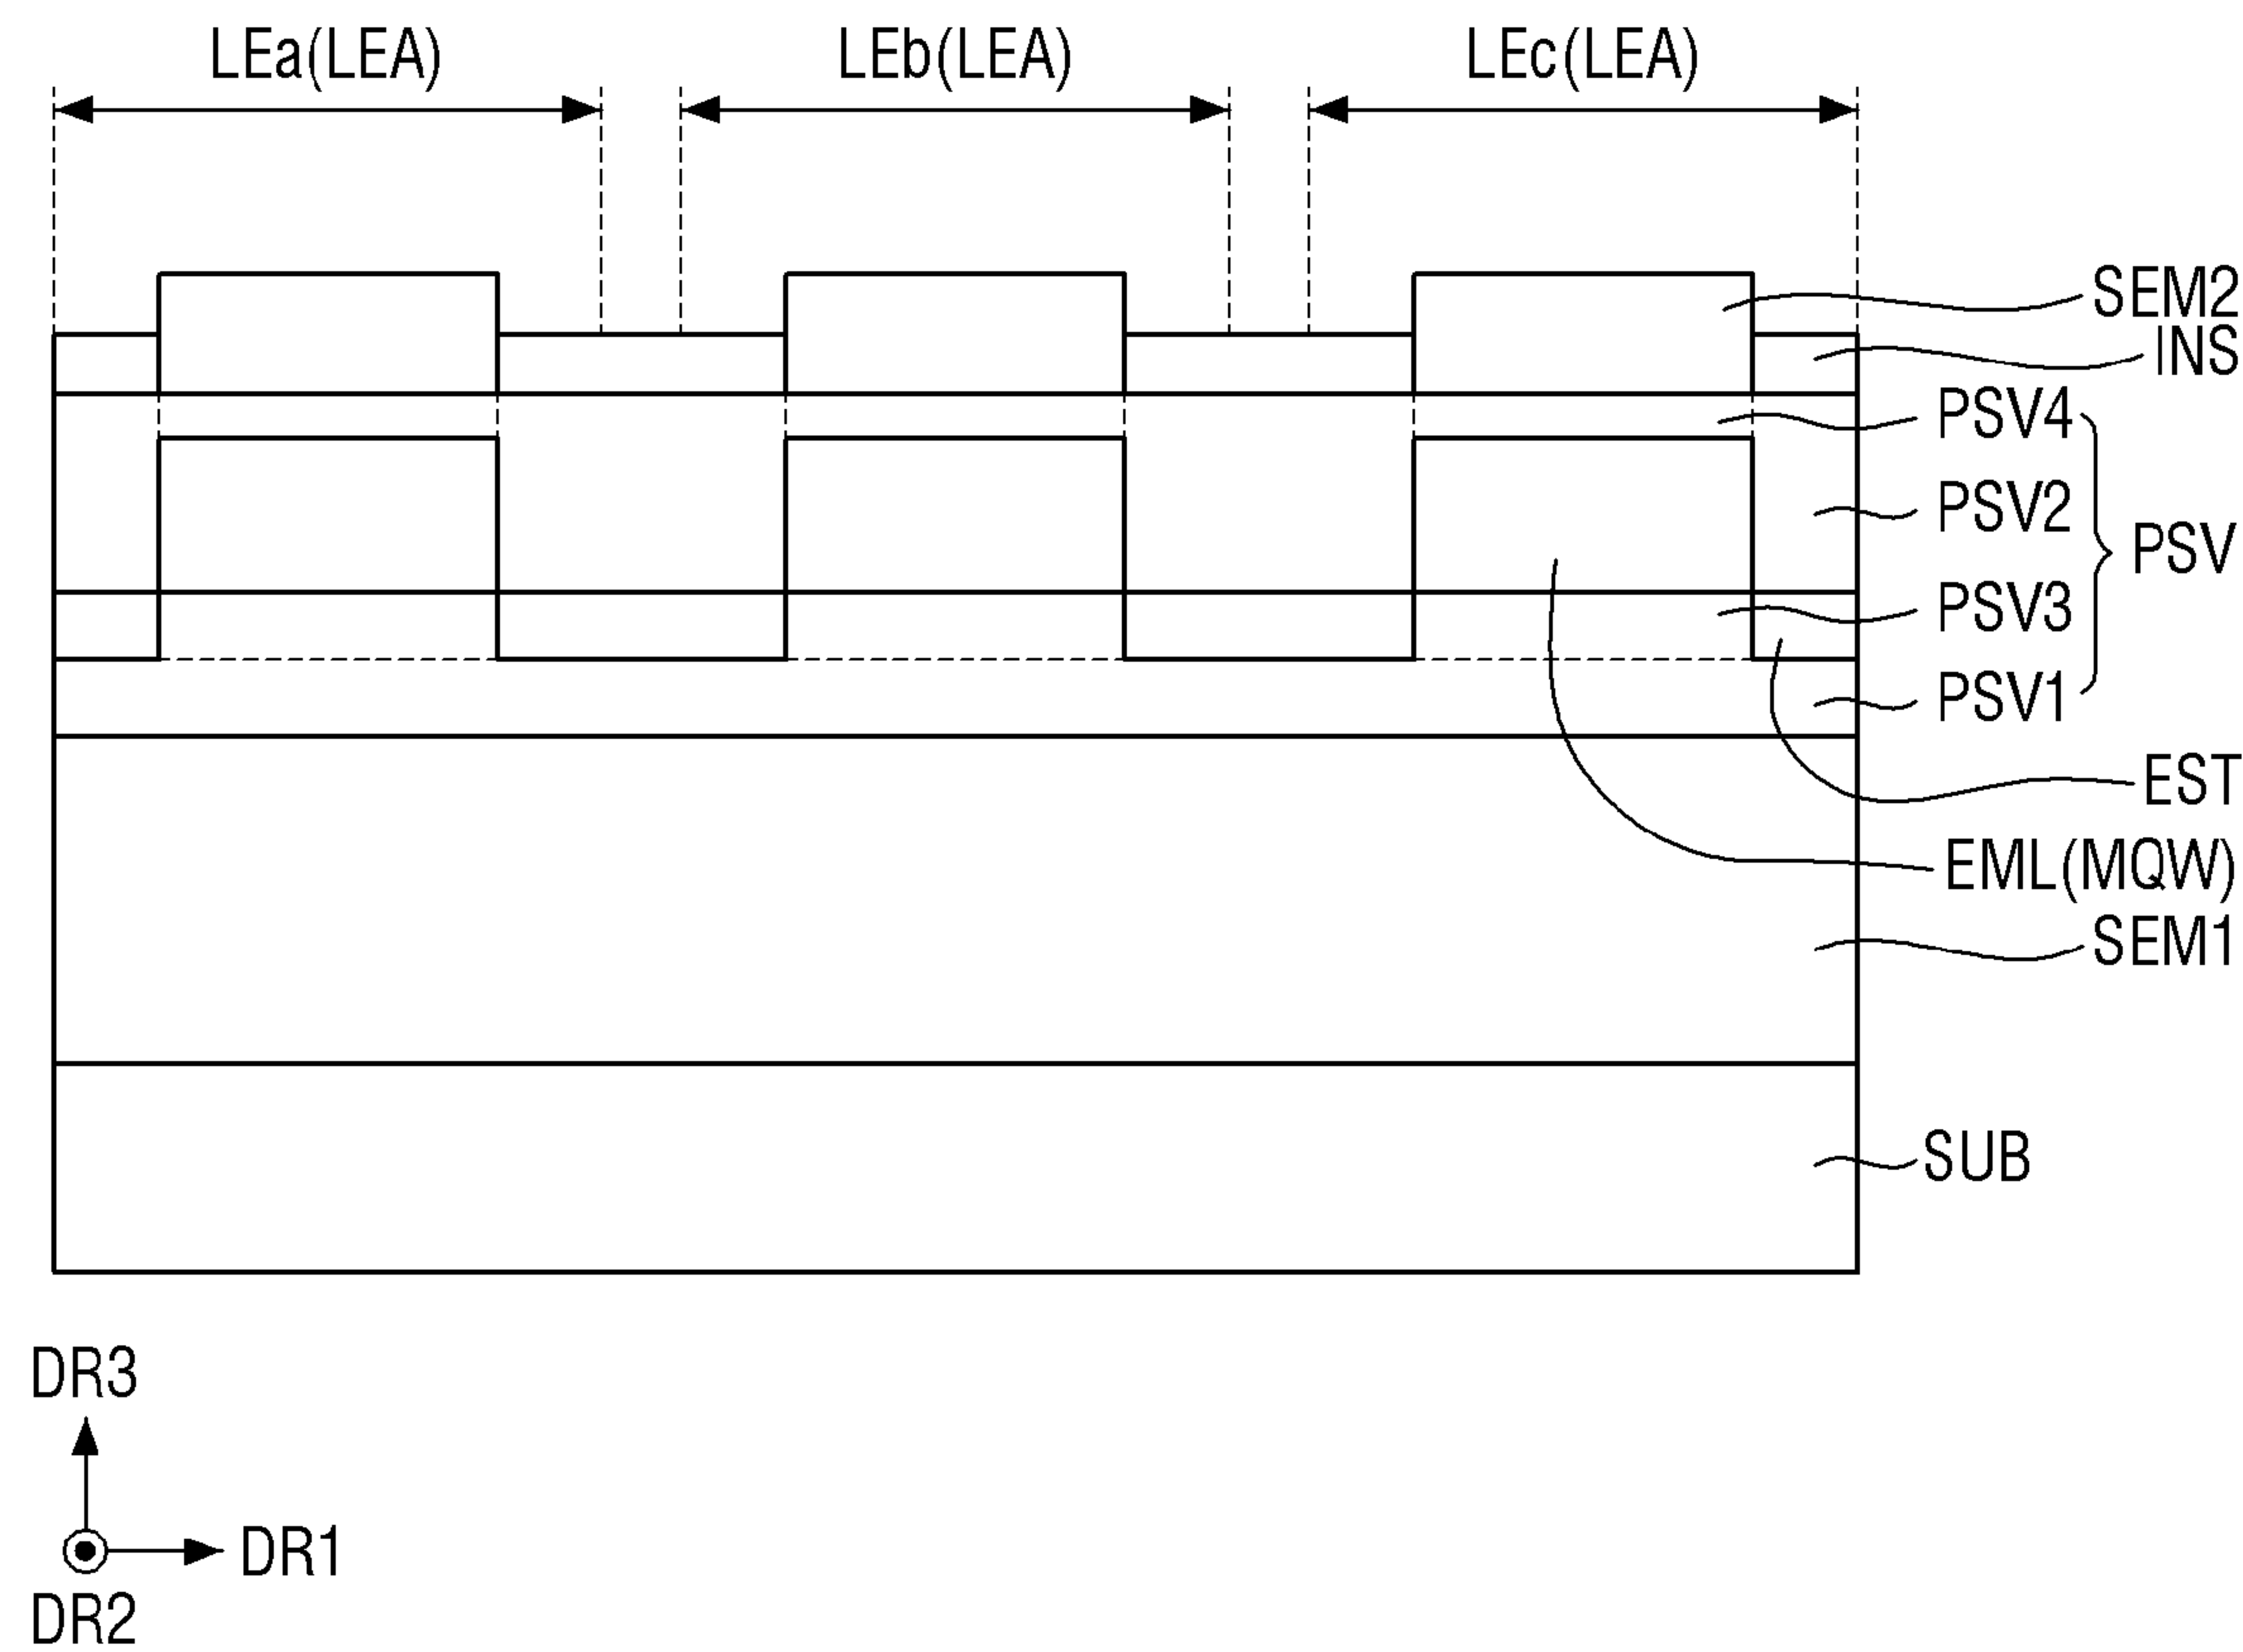 LEa(LEA)
LEb(LEA)
LEc(LEA)
SEM2
INS
PSV4
PSV2
PSV
PSV3
PSV1
EST
EML(MQW)
SEM1
SUB
DR3
DR1
DR2